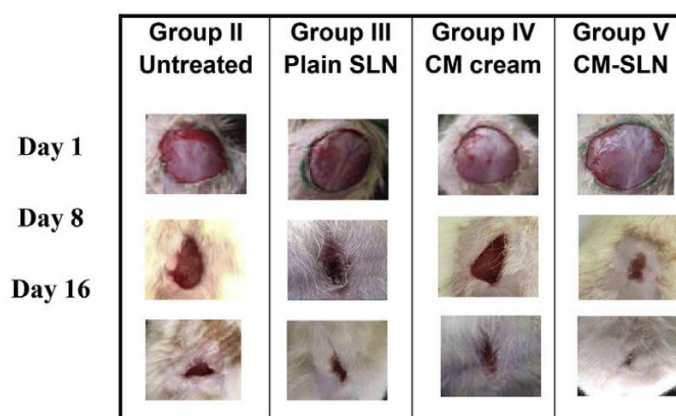 Group II
Untreated
Group III
Plain SLN
Group IV
CM cream
Group V
CM-SLN
Day 1
Day 8
Day 16